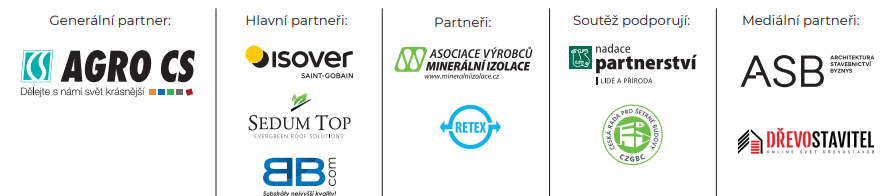 Generální partner:
AGRO CS
Dělejte s námi svět krásnější
Hlavní partneři:
isover
SAINT-GOBAIN
SEDUM TOP
EVERGREEN ROOF SOLUTIONS
BB.com
Substráty nejvyšší kvality!
Partneři:
ASOCIACE VÝROBCŮ
MINERÁLNÍ IZOLACE
www.mineralniizolace.cz
RETEX
Soutěž podporují:
nadace
partnerství
LIDÉ A PŘÍRODA
ČESKÁ RADA PRO ŠETRNÉ BUDOVY
CZGBC
Mediální partneři:
ASB
ARCHITEKTURA
STAVEBNICTVÍ
BYZNYS
DŘEVOSTAVITEL
ONLINE SVĚT DŘEVOSTAVEB